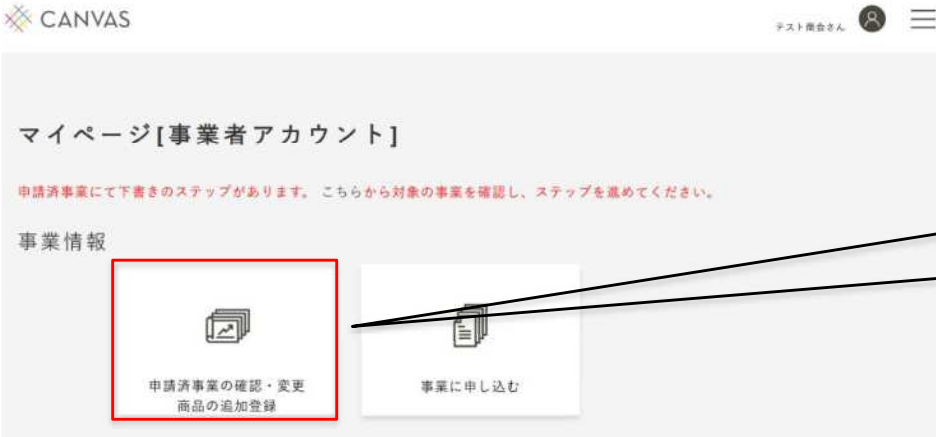 CANVAS
テスト商会さん
マイページ[事業者アカウント]
申請済事業にて下書きのステップがあります。 こちらから対象の事業を確認し、ステップを進めてください。
事業情報
申請済事業の確認・変更
商品の追加登録
事業に申し込む